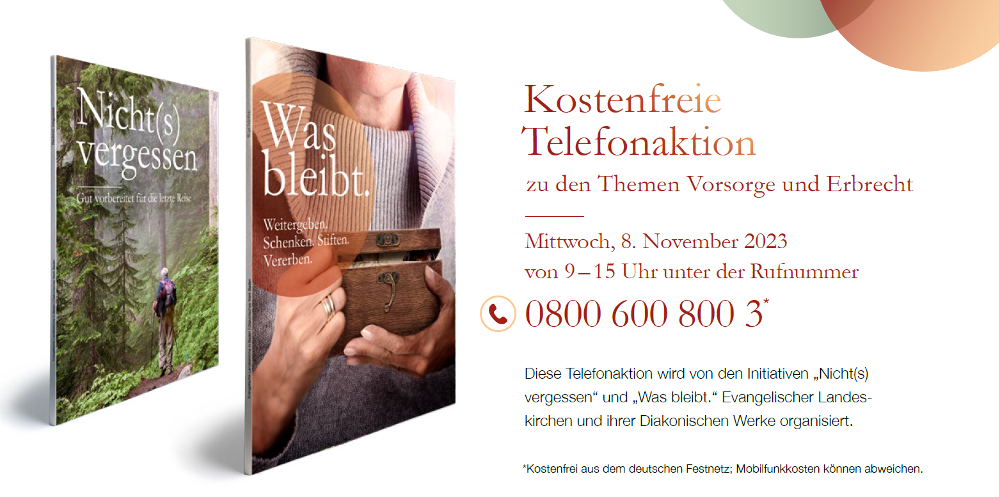 Nicht(s)
vergessen
Gut vorbereitet für die letzte Reise
Was
bleibt.
Weitergeben.
Schenken. Stiften.
Vererben.
Kostenfreie
Telefonaktion
zu den Themen Vorsorge und Erbrecht
Mittwoch, 8. November 2023
von 9–15 Uhr unter der Rufnummer
0800 600 800 3*
Diese Telefonaktion wird von den Initiativen „Nicht(s)
vergessen“ und „Was bleibt.“ Evangelischer Landes-
kirchen und ihrer Diakonischen Werke organisiert.
*Kostenfrei aus dem deutschen Festnetz; Mobilfunkkosten können abweichen.